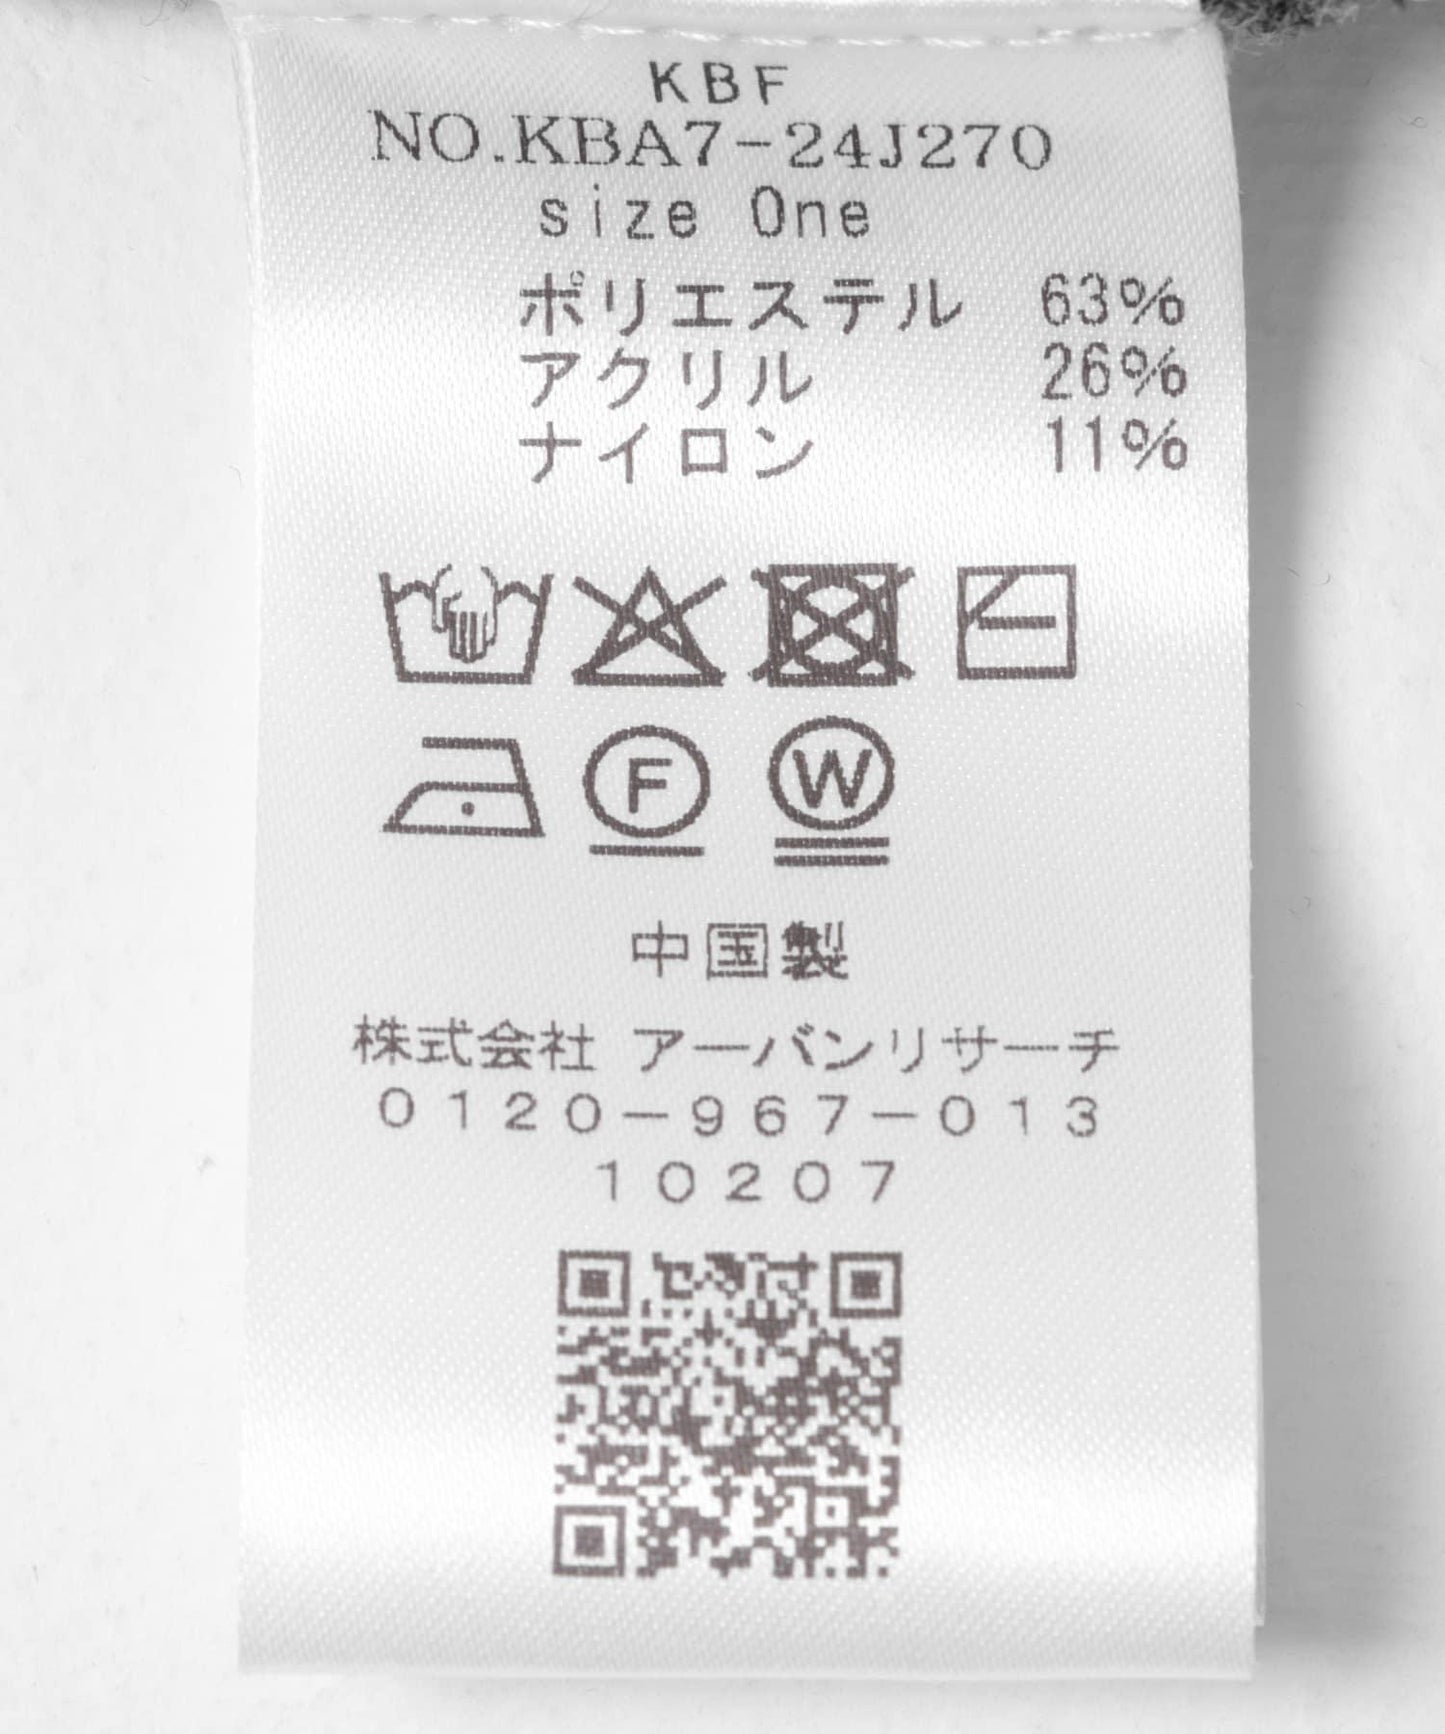 KBF
NO.KBA7-24J270
size One
ポリエステル 63%
アクリル 26%
ナイロン 11%
F W
中国製
株式会社 アーバンリサーチ
0120-967-013
10207